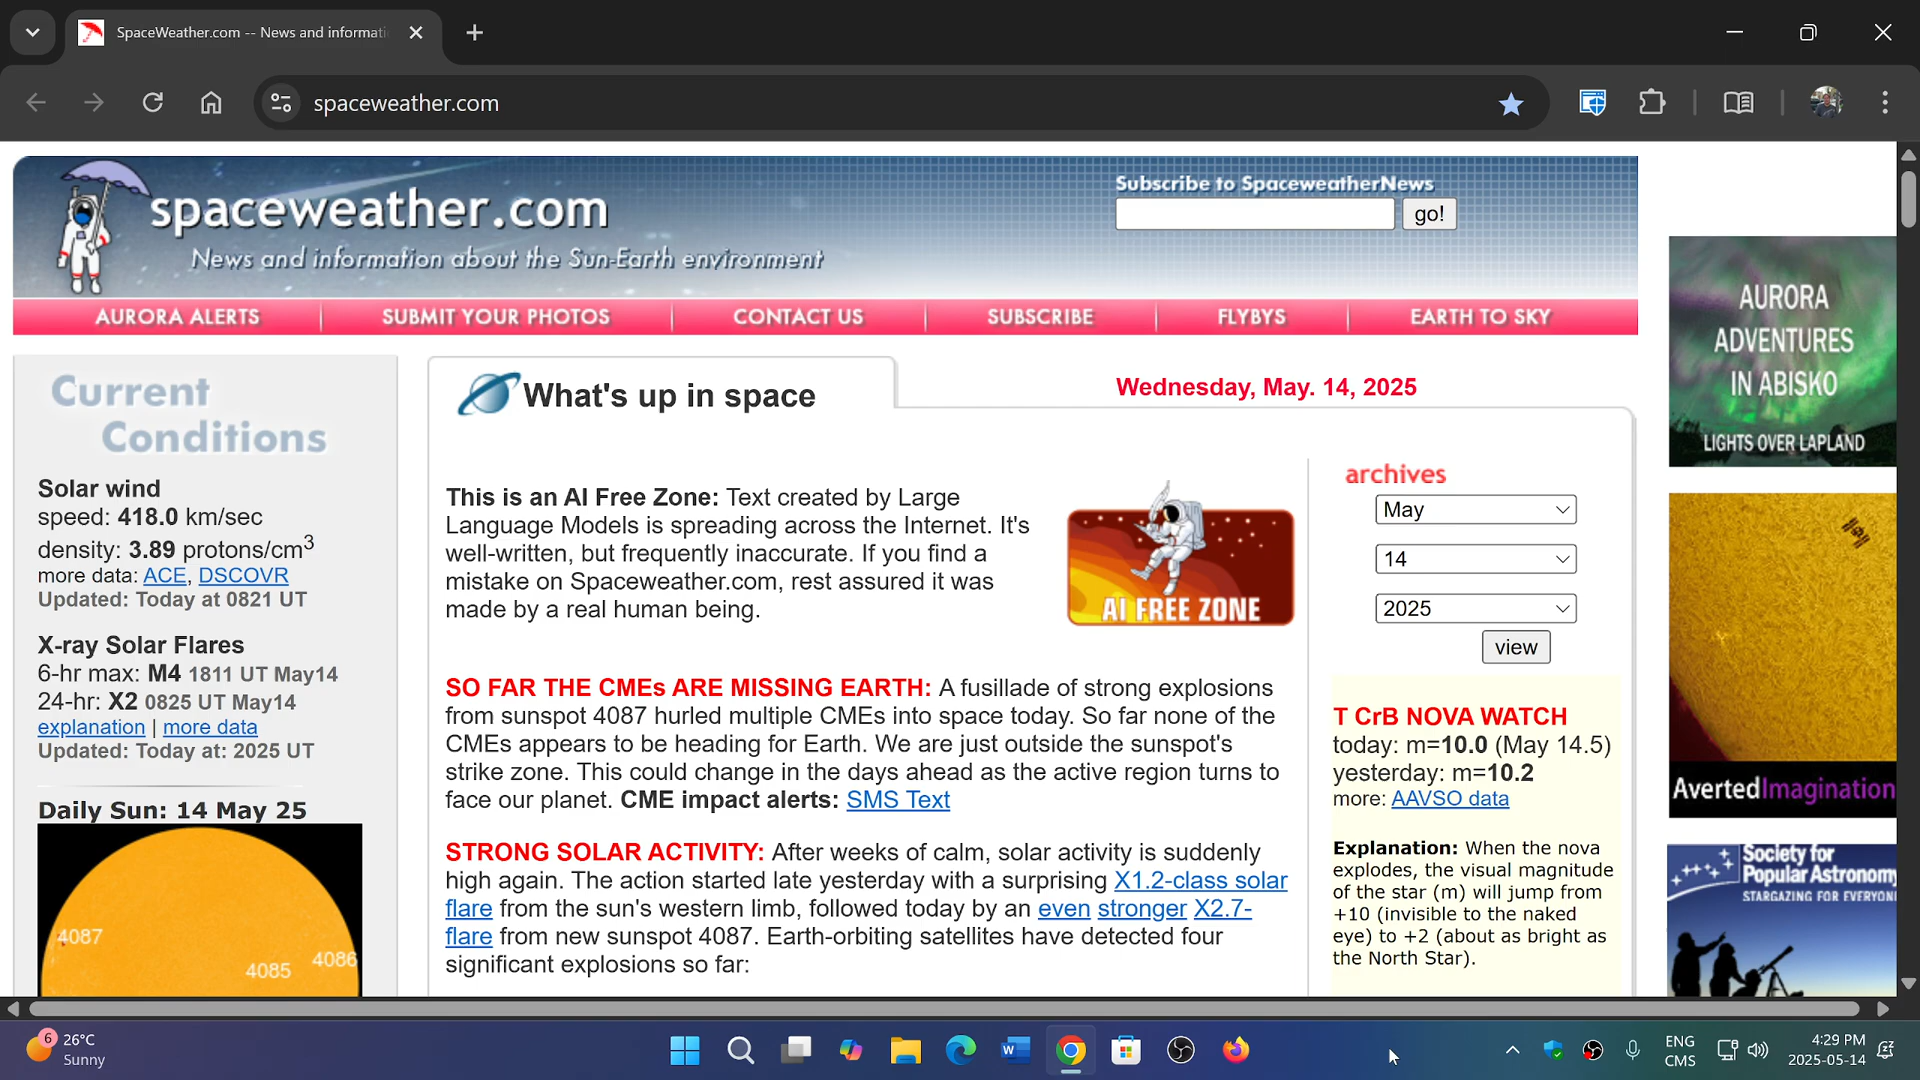 SpaceWeather.com -- News and informati
spaceweather.com
spaceweather.com
News and information about the Sun-Earth environment
Subscribe to SpaceweatherNews
go!
AURORA ALERTS
SUBMIT YOUR PHOTOS
CONTACT US
SUBSCRIBE
FLYBYS
EARTH TO SKY
Current
Conditions
Solar wind
speed: 418.0 km/sec
density: 3.89 protons/cm3
more data: ACE, DSCOVR
Updated: Today at 0821 UT
X-ray Solar Flares
6-hr max: M4 1811 UT May14
24-hr: X2 0825 UT May14
explanation | more data
Updated: Today at: 2025 UT
Daily Sun: 14 May 25
4087
4085
4086
What's up in space
Wednesday, May. 14, 2025
This is an AI Free Zone: Text created by Large
Language Models is spreading across the Internet. It's
well-written, but frequently inaccurate. If you find a
mistake on Spaceweather.com, rest assured it was
made by a real human being.
AI FREE ZONE
SO FAR THE CMEs ARE MISSING EARTH: A fusillade of strong explosions
from sunspot 4087 hurled multiple CMEs into space today. So far none of the
CMEs appears to be heading for Earth. We are just outside the sunspot's
strike zone. This could change in the days ahead as the active region turns to
face our planet. CME impact alerts: SMS Text
STRONG SOLAR ACTIVITY: After weeks of calm, solar activity is suddenly
high again. The action started late yesterday with a surprising X1.2-class solar
flare from the sun's western limb, followed today by an even stronger X2.7-
flare from new sunspot 4087. Earth-orbiting satellites have detected four
significant explosions so far:
archives
May
14
2025
view
T CrB NOVA WATCH
today: m=10.0 (May 14.5)
yesterday: m=10.2
more: AAVSO data
Explanation: When the nova
explodes, the visual magnitude
of the star (m) will jump from
+10 (invisible to the naked
eye) to +2 (about as bright as
the North Star).
AURORA
ADVENTURES
IN ABISKO
LIGHTS OVER LAPLAND
AvertedImagination
Society for
Popular Astronomy
STARGAZING FOR EVERYON
6
26°C
Sunny
ENG
CMS
4:29 PM
2025-05-14